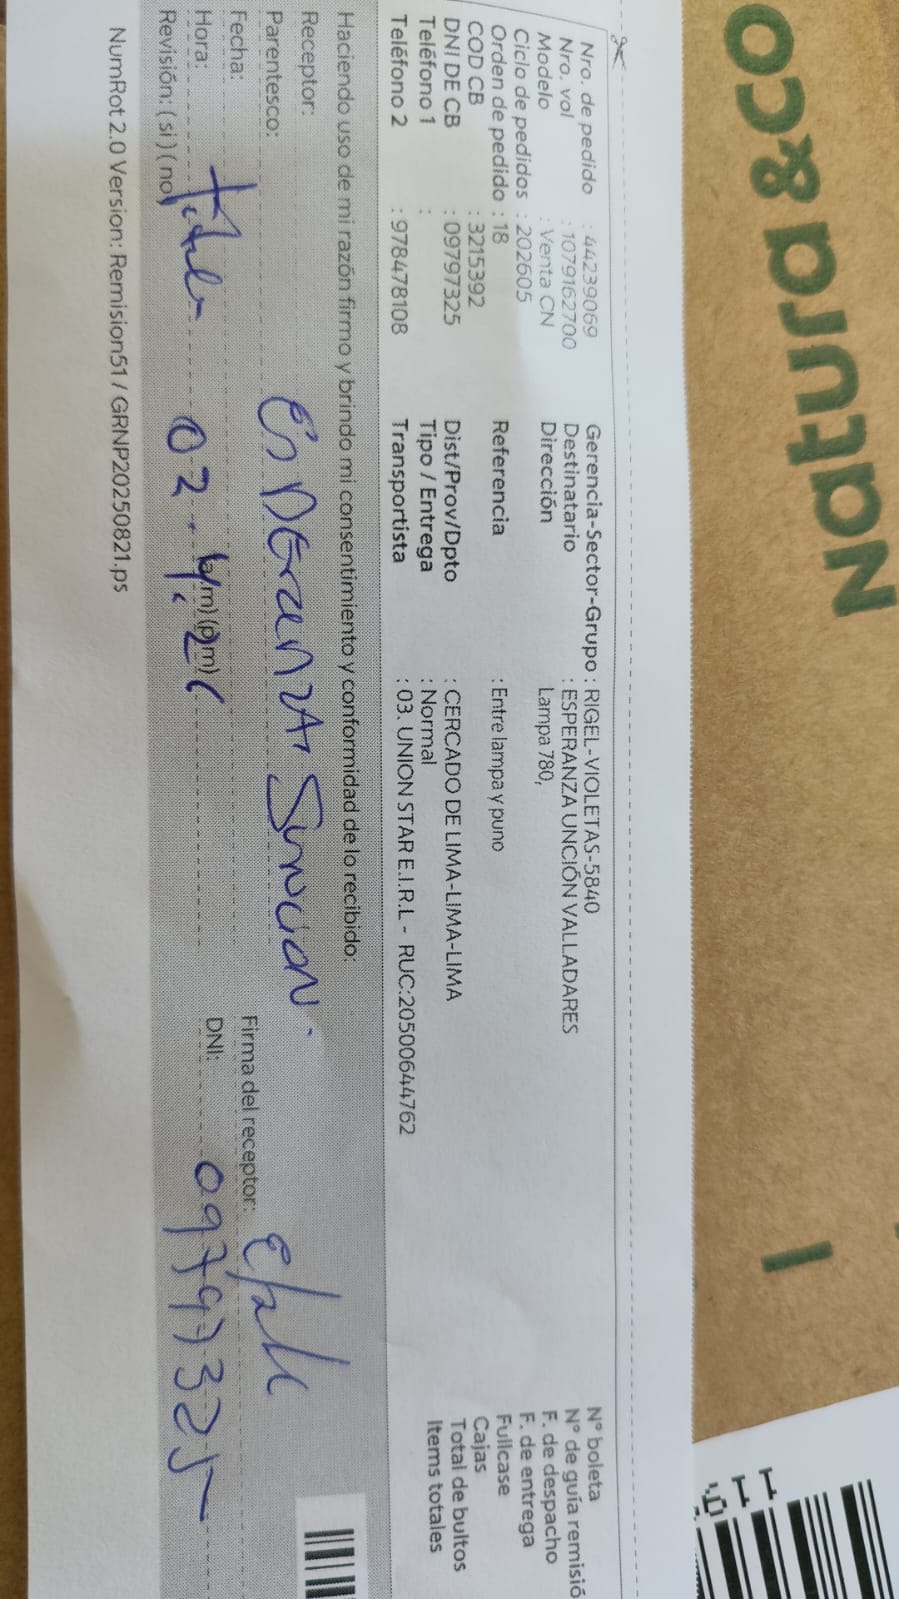 Natura &co
Nro. de pedido : 44239069
Nro. vol : 1079162700
Modelo : Venta CN
Ciclo de pedidos : 202605
Orden de pedido : 18
COD CB : 3215392
DNI DE CB : 09797325
Teléfono 1 :
Teléfono 2 : 978478108
Gerencia-Sector-Grupo : RIGEL-VIOLETAS-5840
Destinatario : ESPERANZA UNCIÓN VALLADARES
Dirección Lampa 780,
Referencia : Entre lampa y puno
Dist/Prov/Dpto : CERCADO DE LIMA-LIMA-LIMA
Tipo / Entrega : Normal
Transportista : 03. UNION STAR E.I.R.L - RUC:20500644762
N° boleta
N° de guía remisió
F. de despacho
F. de entrega
Fullcase
Cajas
Total de bultos
Items totales
Haciendo uso de mi razón firmo y brindo mi consentimiento y conformidad de lo recibido:
Receptor:
Parentesco:
Firma del receptor:
Fecha:
DNI: 09797325
Hora: (a/m) (p/m)
Revisión: (si) (no)
NumRot 2.0 Version: Remision51 / GRNP20250821.ps